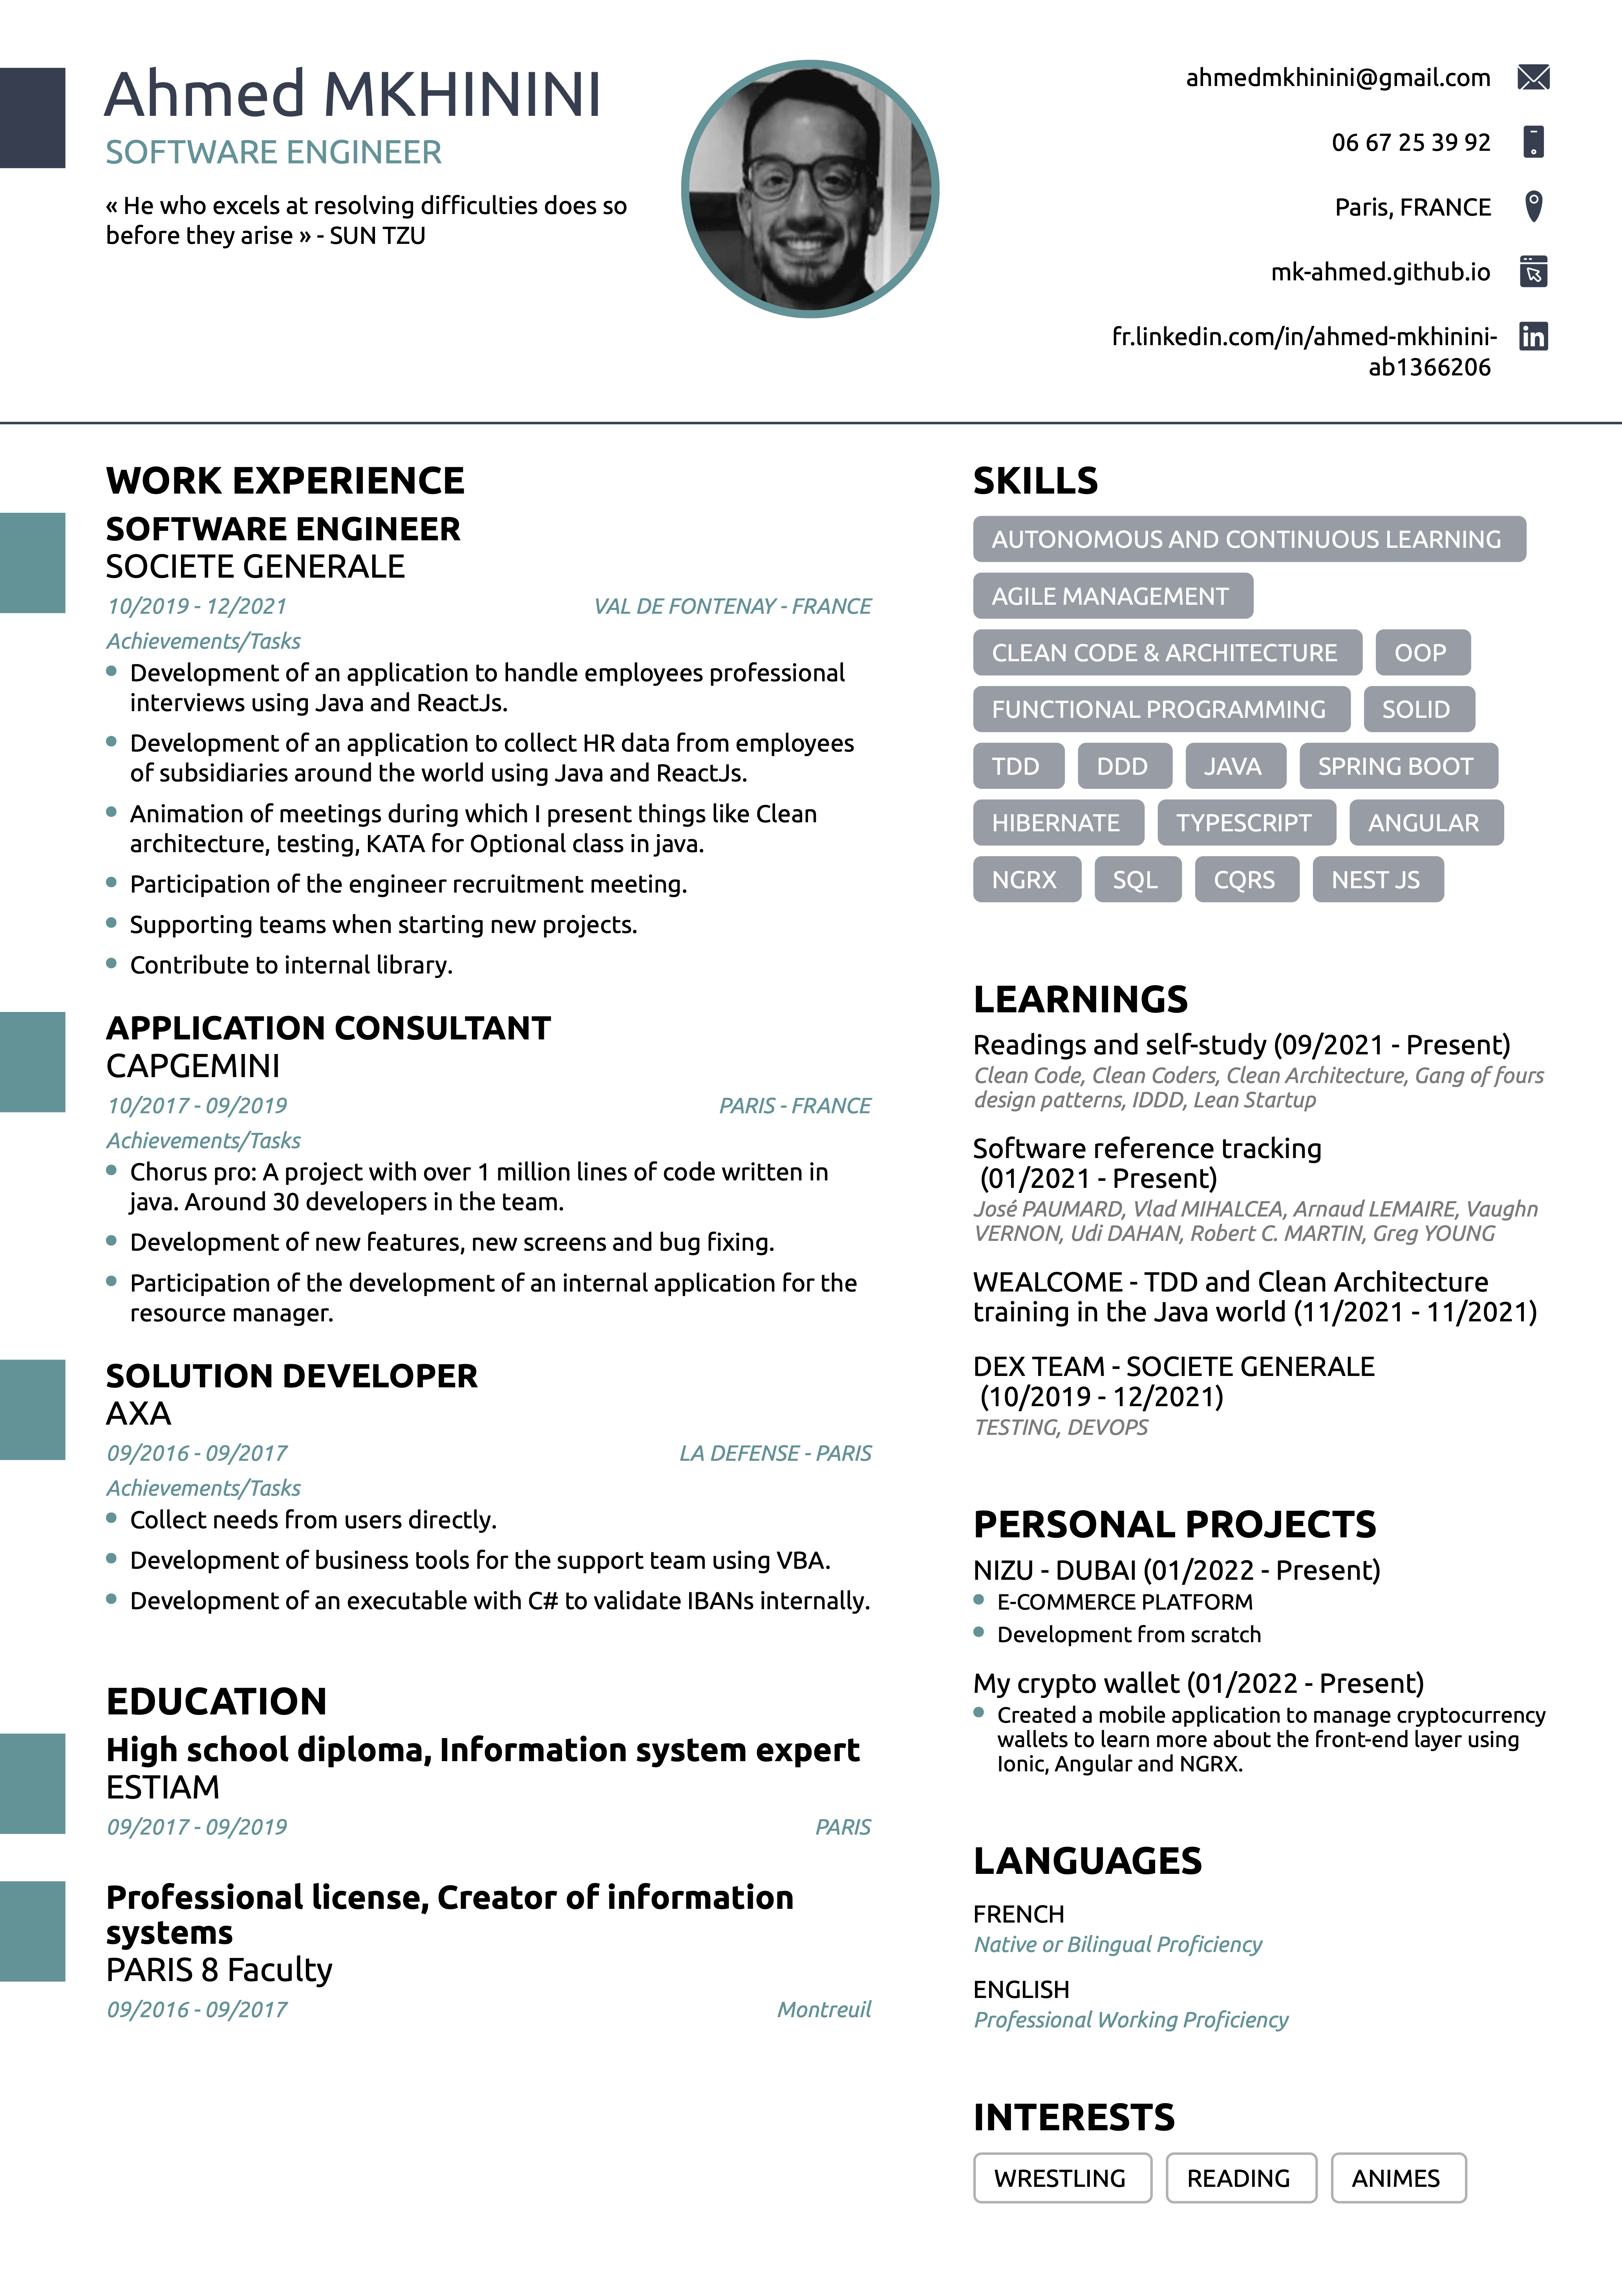 Ahmed MKHININI
SOFTWARE ENGINEER
« He who excels at resolving difficulties does so
before they arise » - SUN TZU
ahmedmkhinini@gmail.com
06 67 25 39 92
Paris, FRANCE
mk-ahmed.github.io
fr.linkedin.com/in/ahmed-mkhinini-
ab1366206
in
WORK EXPERIENCE
SOFTWARE ENGINEER
SOCIETE GENERALE
10/2019 - 12/2021 VAL DE FONTENAY - FRANCE
Achievements/Tasks
Development of an application to handle employees professional
interviews using Java and ReactJs.
Development of an application to collect HR data from employees
of subsidiaries around the world using Java and ReactJs.
Animation of meetings during which I present things like Clean
architecture, testing, KATA for Optional class in java.
Participation of the engineer recruitment meeting.
Supporting teams when starting new projects.
Contribute to internal library.
APPLICATION CONSULTANT
CAPGEMINI
10/2017 - 09/2019 PARIS - FRANCE
Achievements/Tasks
Chorus pro: A project with over 1 million lines of code written in
java. Around 30 developers in the team.
Development of new features, new screens and bug fixing.
Participation of the development of an internal application for the
resource manager.
SOLUTION DEVELOPER
AXA
09/2016 - 09/2017 LA DEFENSE - PARIS
Achievements/Tasks
Collect needs from users directly.
Development of business tools for the support team using VBA.
Development of an executable with C# to validate IBANs internally.
EDUCATION
High school diploma, Information system expert
ESTIAM
09/2017 - 09/2019 PARIS
Professional license, Creator of information
systems
PARIS 8 Faculty
09/2016 - 09/2017 Montreuil
SKILLS
AUTONOMOUS AND CONTINUOUS LEARNING
AGILE MANAGEMENT
CLEAN CODE & ARCHITECTURE OOP
FUNCTIONAL PROGRAMMING SOLID
TDD DDD JAVA SPRING BOOT
HIBERNATE TYPESCRIPT ANGULAR
NGRX SQL CQRS NEST JS
LEARNINGS
Readings and self-study (09/2021 - Present)
Clean Code, Clean Coders, Clean Architecture, Gang of fours
design patterns, IDDD, Lean Startup
Software reference tracking
(01/2021 - Present)
José PAUMARD, Vlad MIHALCEA, Arnaud LEMAIRE, Vaughn
VERNON, Udi DAHAN, Robert C. MARTIN, Greg YOUNG
WEALCOME - TDD and Clean Architecture
training in the Java world (11/2021 - 11/2021)
DEX TEAM - SOCIETE GENERALE
(10/2019 - 12/2021)
TESTING, DEVOPS
PERSONAL PROJECTS
NIZU - DUBAI (01/2022 - Present)
E-COMMERCE PLATFORM
Development from scratch
My crypto wallet (01/2022 - Present)
Created a mobile application to manage cryptocurrency
wallets to learn more about the front-end layer using
Ionic, Angular and NGRX.
LANGUAGES
FRENCH
Native or Bilingual Proficiency
ENGLISH
Professional Working Proficiency
INTERESTS
WRESTLING READING ANIMES